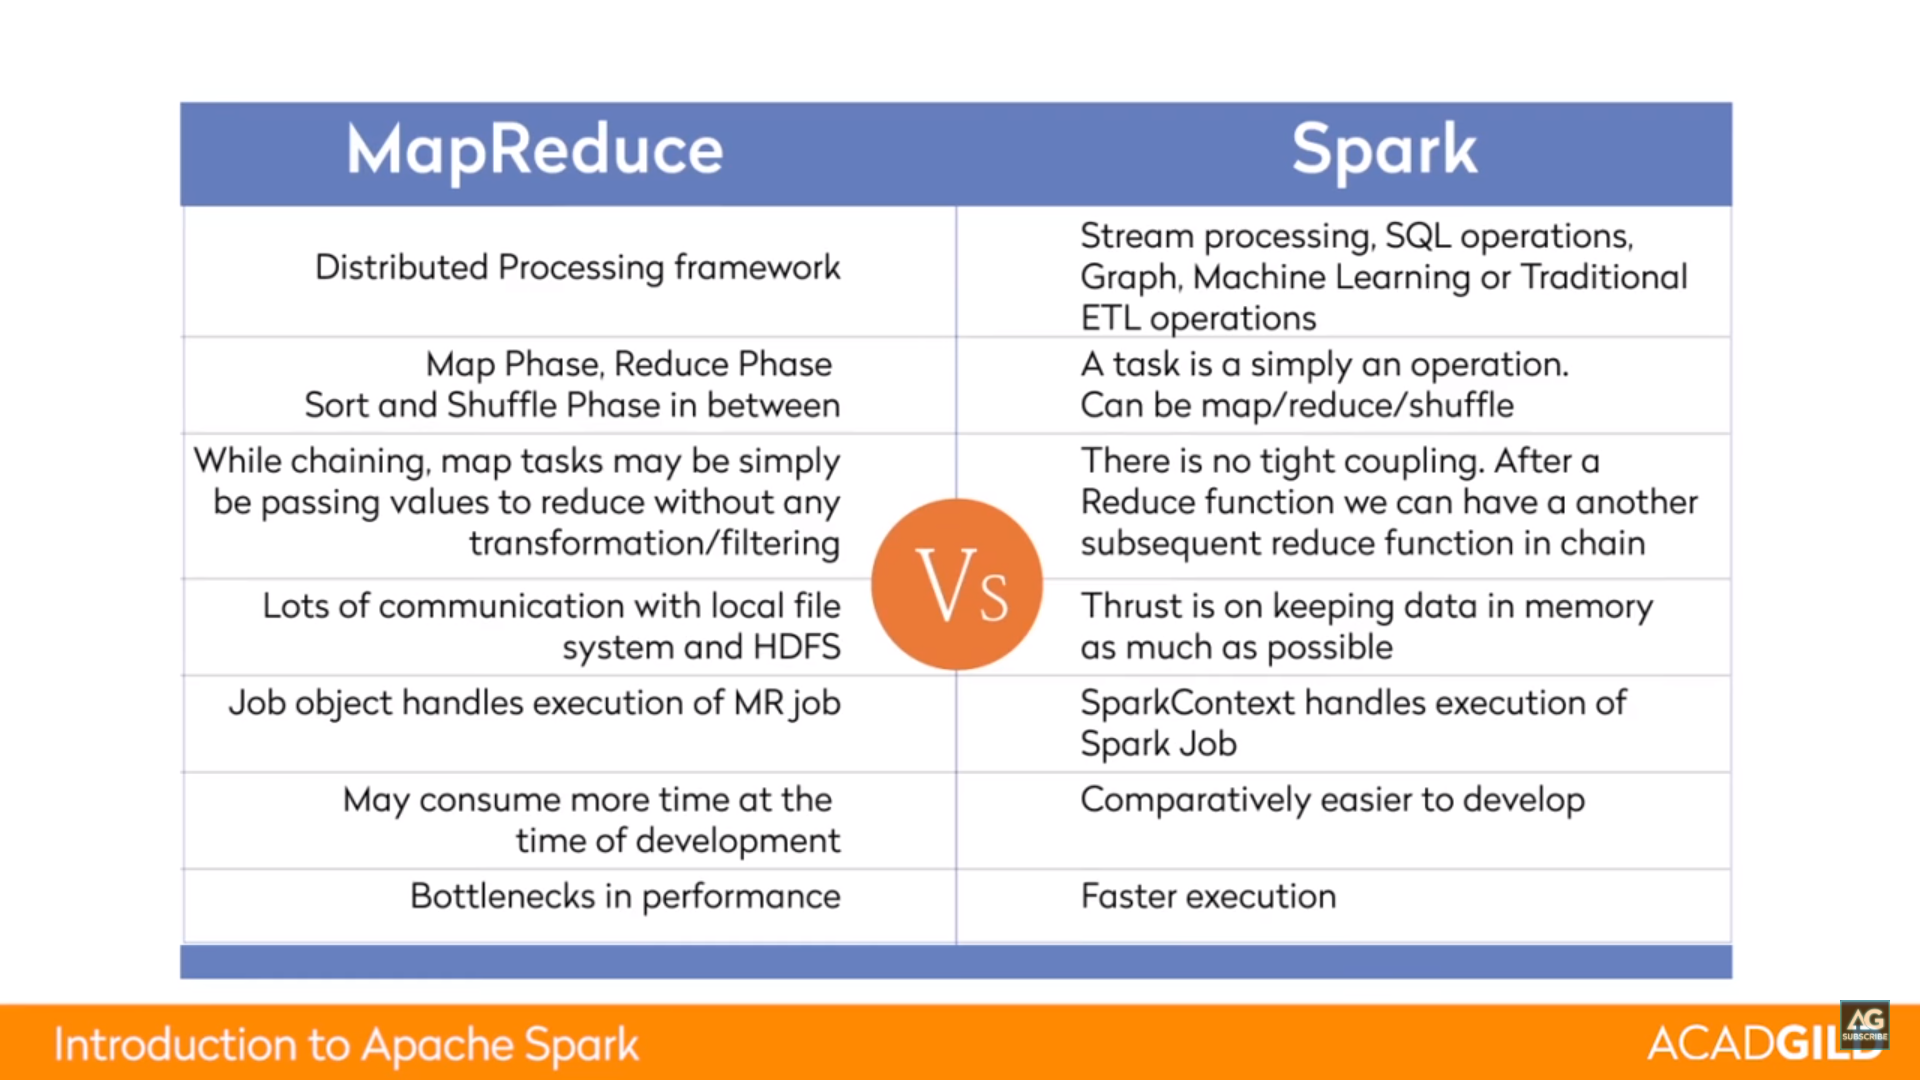 MapReduce
Spark
Distributed Processing framework
Stream processing, SQL operations,
Graph, Machine Learning or Traditional
ETL operations
Map Phase, Reduce Phase
Sort and Shuffle Phase in between
A task is a simply an operation.
Can be map/reduce/shuffle
While chaining, map tasks may be simply
be passing values to reduce without any
transformation/filtering
There is no tight coupling. After a
Reduce function we can have a another
subsequent reduce function in chain
Vs
Lots of communication with local file
system and HDFS
Thrust is on keeping data in memory
as much as possible
Job object handles execution of MR job
SparkContext handles execution of
Spark Job
May consume more time at the
time of development
Comparatively easier to develop
Bottlenecks in performance
Faster execution
Introduction to Apache Spark
ACADGILD
AG
SUBSCRIBE